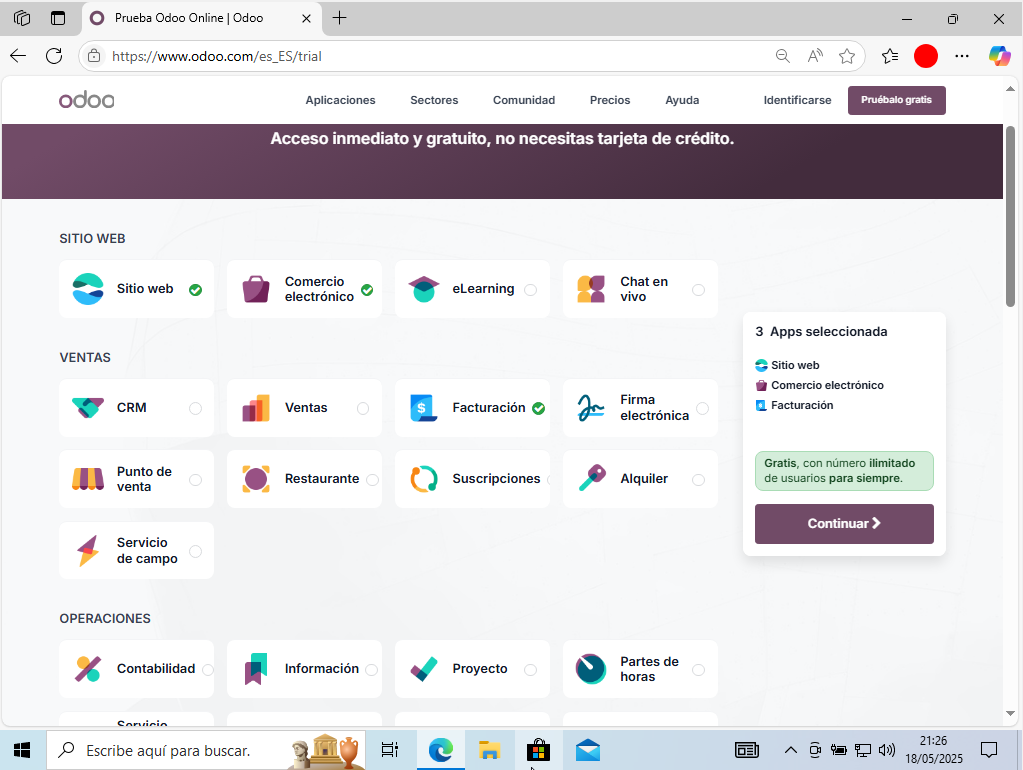 Prueba Odoo Online | Odoo
https://www.odoo.com/es_ES/trial
odoo
Aplicaciones
Sectores
Comunidad
Precios
Ayuda
Identificarse
Pruébalo gratis
Acceso inmediato y gratuito, no necesitas tarjeta de crédito.
SITIO WEB
Sitio web
Comercio
electrónico
eLearning
Chat en
vivo
VENTAS
CRM
Ventas
Facturación
Firma
electrónica
Punto de
venta
Restaurante
Suscripciones
Alquiler
Servicio
de campo
OPERACIONES
Contabilidad
Información
Proyecto
Partes de
horas
Servicio
3 Apps seleccionada
Sitio web
Comercio electrónico
Facturación
Gratis, con número ilimitado
de usuarios para siempre.
Continuar
Escribe aquí para buscar.
21:26
18/05/2025